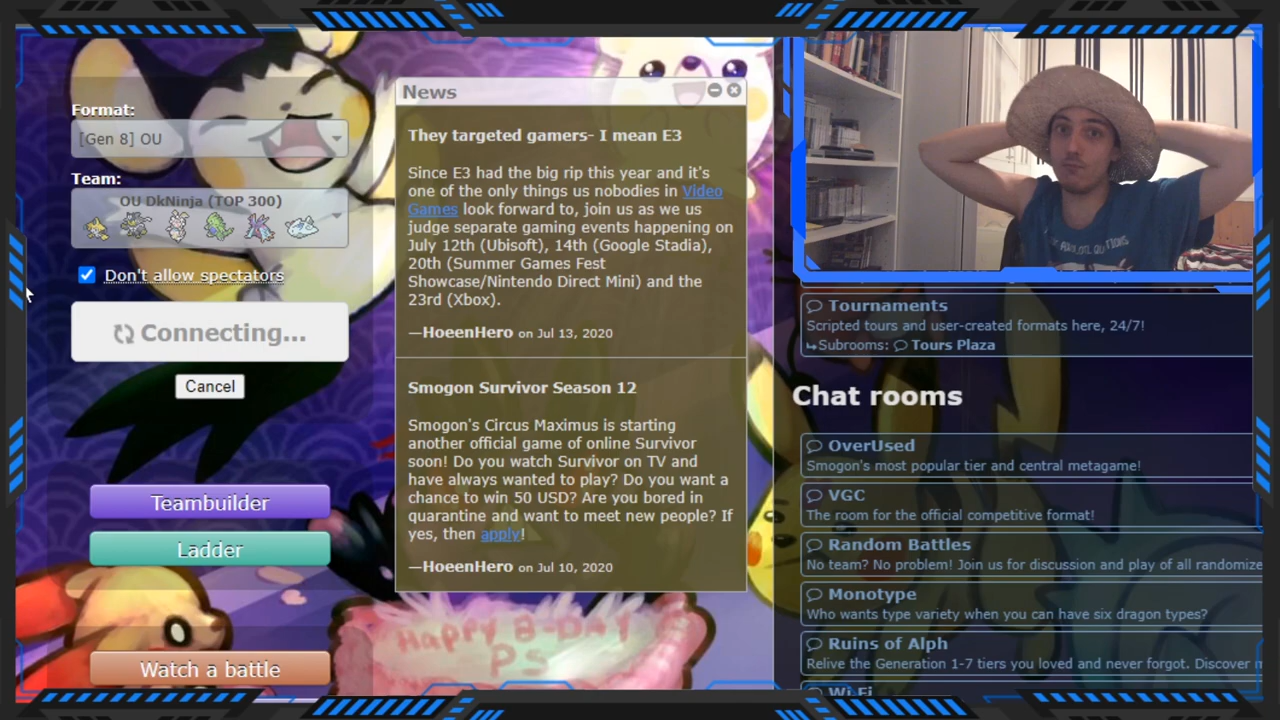 Format:
[Gen 8] OU
Team:
OU DkNinja (TOP 300)
Don't allow spectators
Connecting...
Cancel
Teambuilder
Ladder
Watch a battle
News
They targeted gamers- I mean E3
Since E3 had the big rip this year and it's
one of the only things us nobodies in Video
Games look forward to, join us as we us
judge separate gaming events happening on
July 12th (Ubisoft), 14th (Google Stadia),
20th (Summer Games Fest
Showcase/Nintendo Direct Mini) and the
23rd (Xbox).
—HoeenHero on Jul 13, 2020
Smogon Survivor Season 12
Smogon's Circus Maximus is starting
another official game of online Survivor
soon! Do you watch Survivor on TV and
have always wanted to play? Do you want a
chance to win 50 USD? Are you bored in
quarantine and want to meet new people? If
yes, then apply!
—HoeenHero on Jul 10, 2020
Happy B-DAY
PS
Tournaments
Scripted tours and user-created formats here, 24/7!
↳Subrooms: Tours Plaza
Chat rooms
OverUsed
Smogon's most popular tier and central metagame!
VGC
The room for the official competitive format!
Random Battles
No team? No problem! Join us for discussion and play of all randomize
Monotype
Who wants type variety when you can have six dragon types?
Ruins of Alph
Relive the Generation 1-7 tiers you loved and never forgot. Discover
Wi Fi